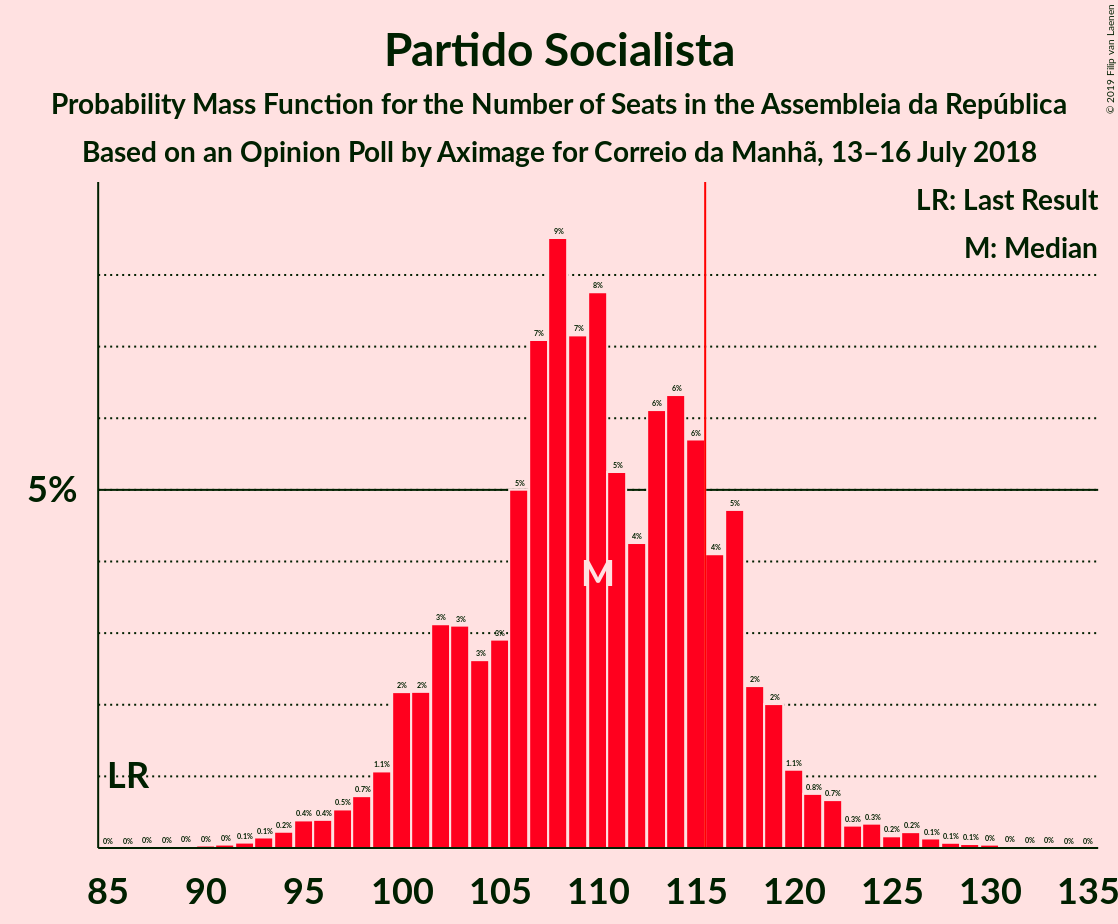 Partido Socialista
Probability Mass Function for the Number of Seats in the Assembleia da República
Based on an Opinion Poll by Aximage for Correio da Manhã, 13–16 July 2018
© 2019 Filip van Laenen
LR: Last Result
M: Median
5%
0% 0% 0% 0% 0% 0% 0% 0.1% 0.1% 0.2% 0.4% 0.4% 0.5% 0.7% 1.1% 2% 2% 3% 3% 3% 3% 5% 7% 9% 7% 8% 5% 4% 6% 6% 6% 4% 5% 2% 2% 1.1% 0.8% 0.7% 0.3% 0.3% 0.2% 0.2% 0.1% 0.1% 0.1% 0% 0% 0% 0% 0% 0%
M
LR
85 90 95 100 105 110 115 120 125 130 135